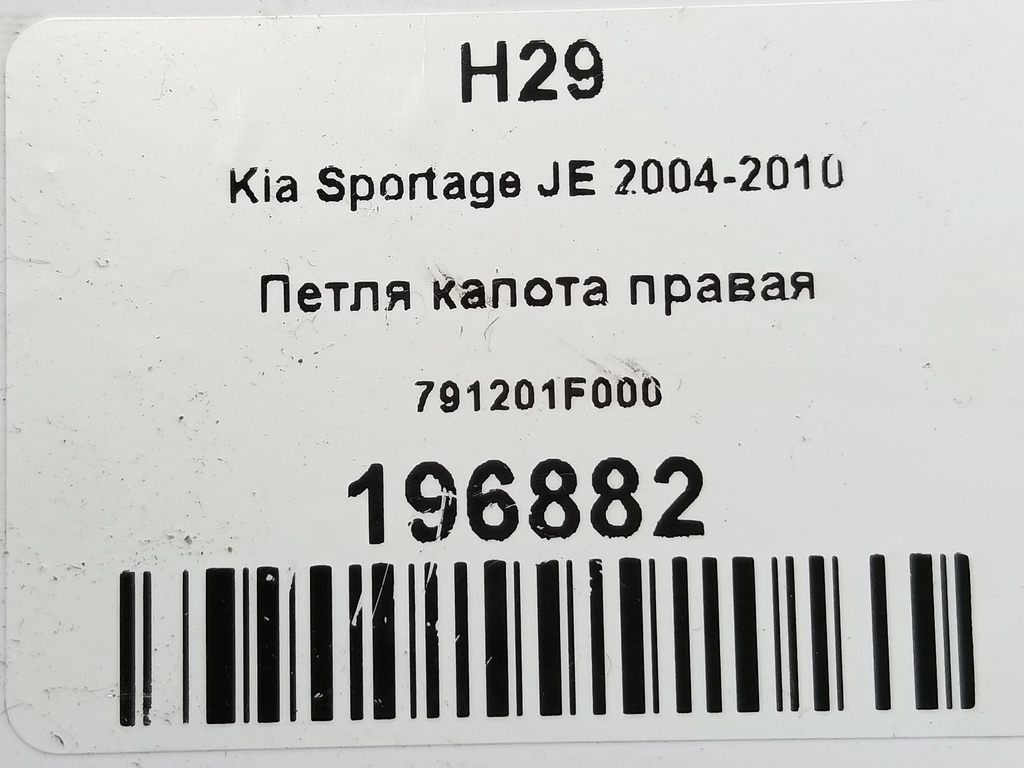 H29
Kia Sportage JE 2004-2010
Петля капота правая
791201F000
196882